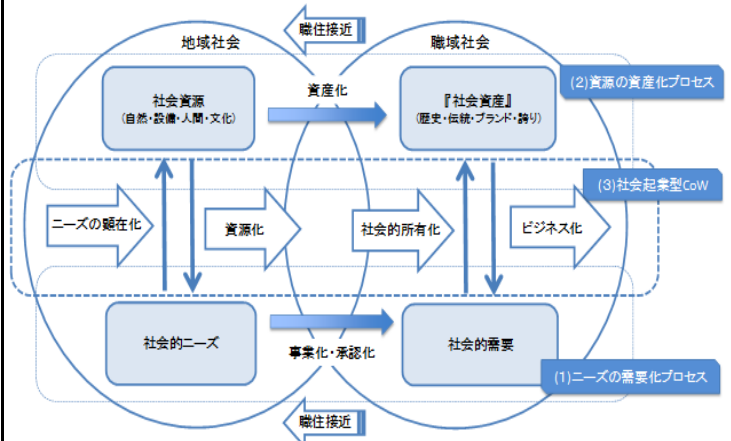 職住接近
地域社会
職域社会
社会資源
(自然・設備・人間・文化)
資産化
『社会資産』
(歴史・伝統・ブランド・誇り)
(2)資源の資産化プロセス
(3)社会起業型CoW
ニーズの顕在化
資源化
社会的所有化
ビジネス化
社会的ニーズ
事業化・承認化
社会的需要
(1)ニーズの需要化プロセス
職住接近